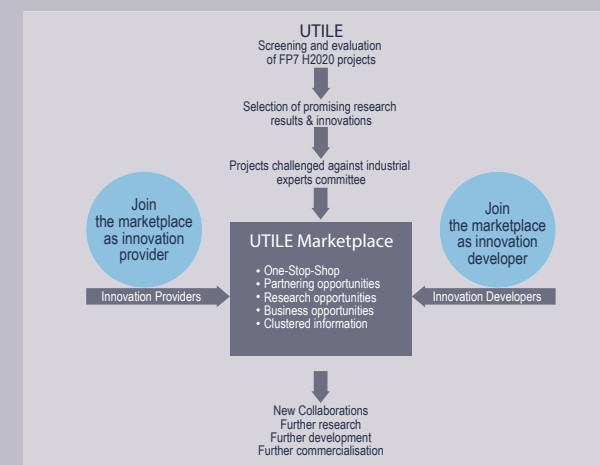 UTILE
Screening and evaluation
of FP7 H2020 projects
Selection of promising research
results & innovations
Projects challenged against industrial
experts committee
Join
the marketplace
as innovation
provider
Innovation Providers
UTILE Marketplace
• One-Stop-Shop
• Partnering opportunities
• Research opportunities
• Business opportunities
• Clustered information
Join
the marketplace
as innovation
developer
Innovation Developers
New Collaborations
Further research
Further development
Further commercialisation